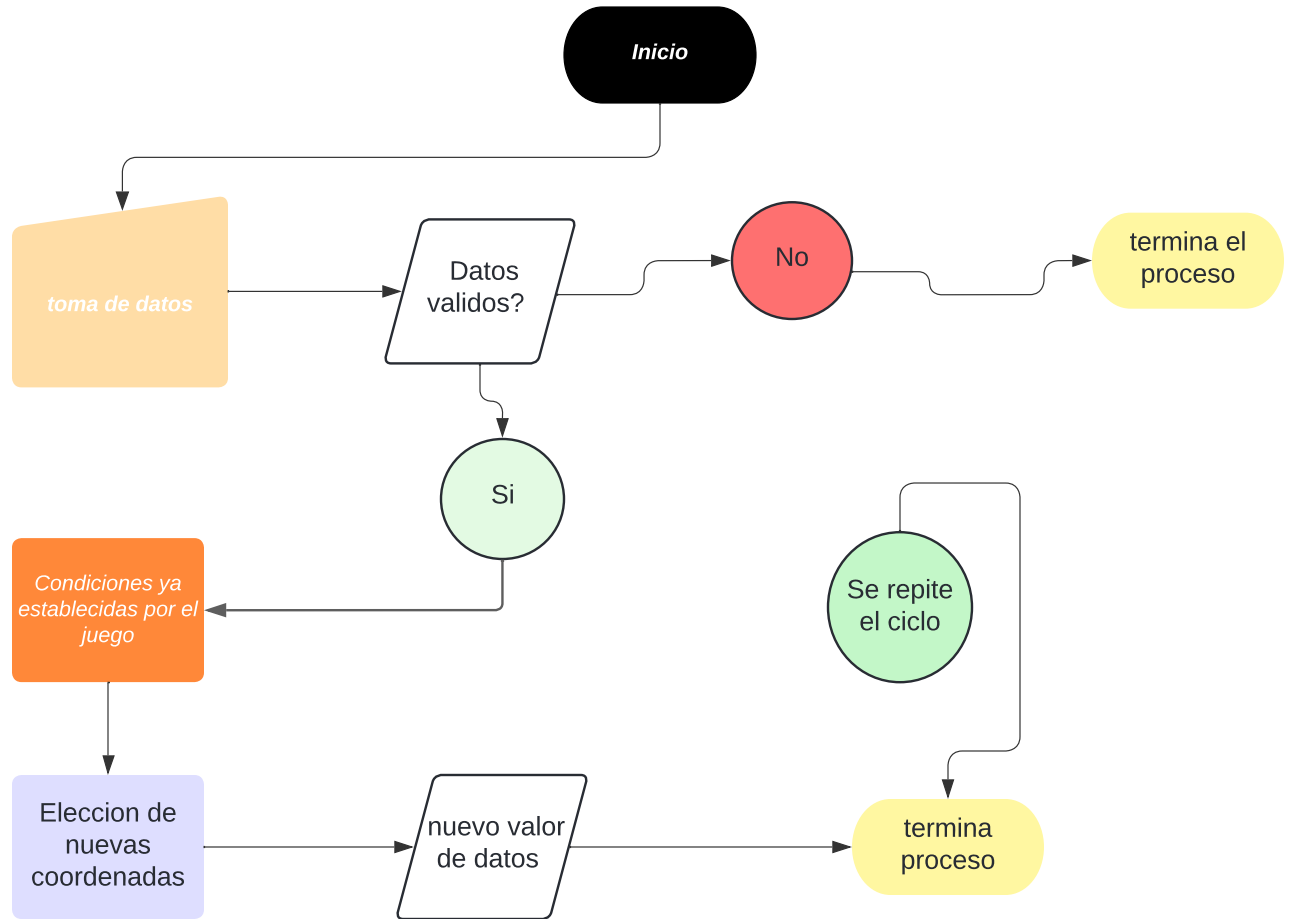 Inicio
toma de datos
Datos
validos?
No
termina el
proceso
Si
Condiciones ya
establecidas por el
juego
Se repite
el ciclo
Eleccion de
nuevas
coordenadas
nuevo valor
de datos
termina
proceso